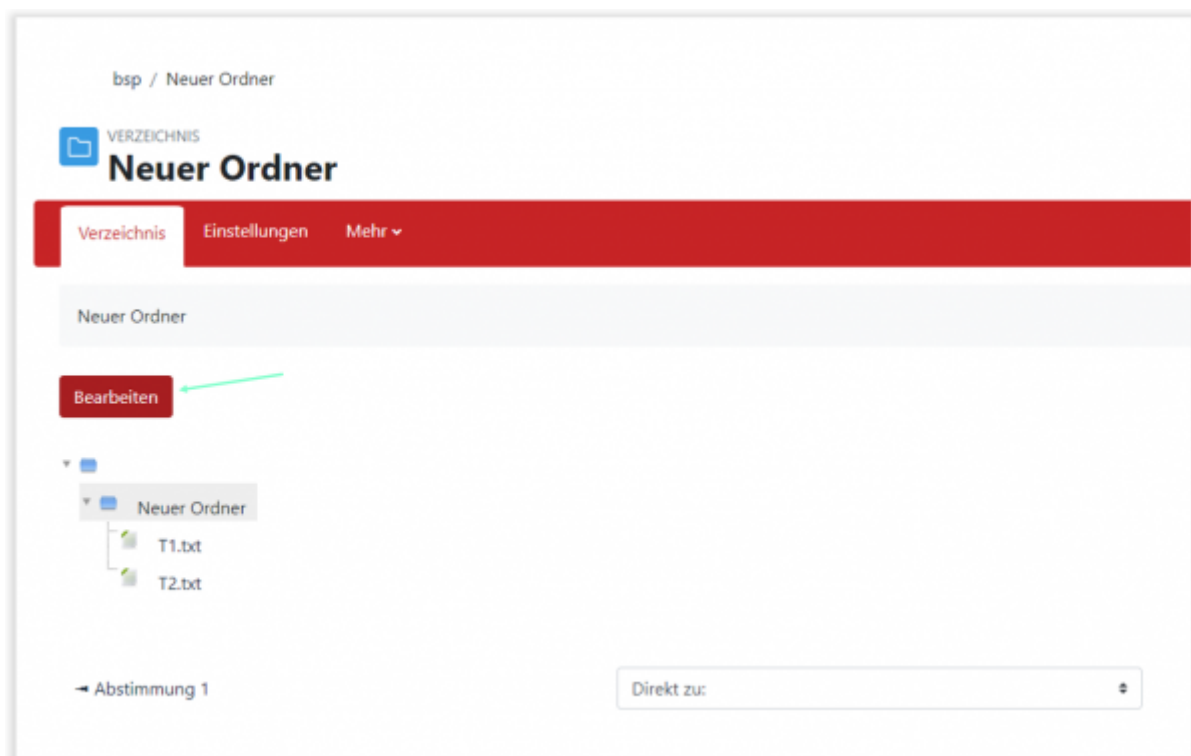 bsp / Neuer Ordner
VERZEICHNIS
Neuer Ordner
Verzeichnis Einstellungen Mehr
Neuer Ordner
Bearbeiten
Neuer Ordner
T1.txt
T2.txt
Abstimmung 1 Direkt zu: